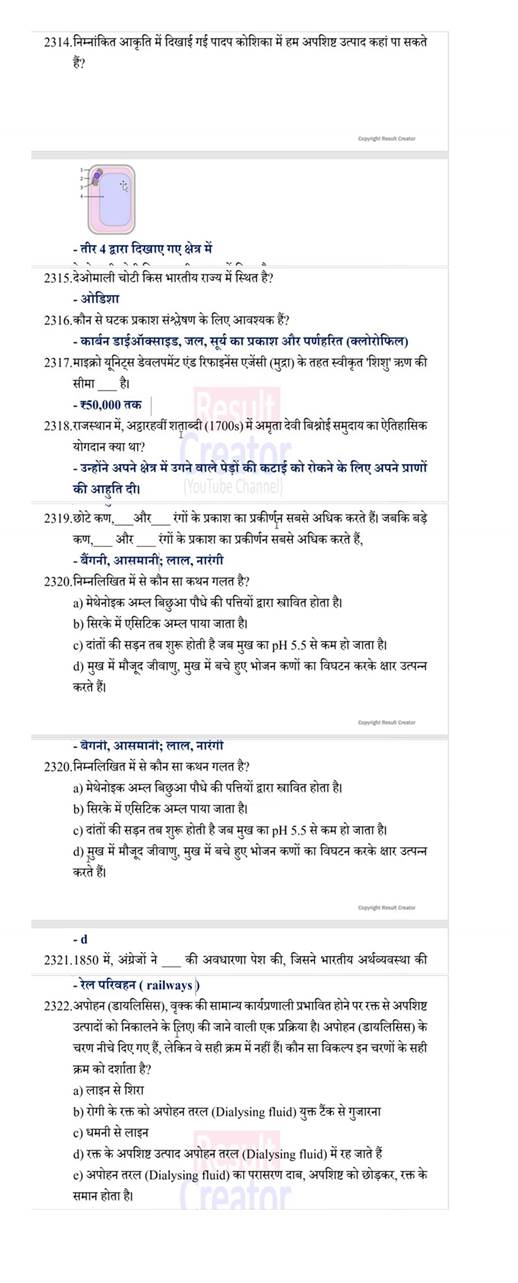 2314.निम्नांकित आकृति में दिखाई गई पादप कोशिका में हम अपशिष्ट उत्पाद कहां पा सकते
हैं?
Copyright Result Creator
1
2
3
4
- तीर 4 द्वारा दिखाए गए क्षेत्र में
2315.देओमाली चोटी किस भारतीय राज्य में स्थित है?
- ओडिशा
2316.कौन से घटक प्रकाश संश्लेषण के लिए आवश्यक हैं?
- कार्बन डाईऑक्साइड, जल, सूर्य का प्रकाश और पर्णहरित (क्लोरोफिल)
2317.माइक्रो यूनिट्स डेवलपमेंट एंड रिफाइनेंस एजेंसी (मुद्रा) के तहत स्वीकृत 'शिशु' ऋण की
सीमा ___ है।
- ₹50,000 तक
Result
2318.राजस्थान में, अट्ठारहवीं शताब्दी (1700s) में अमृता देवी बिश्नोई समुदाय का ऐतिहासिक
योगदान क्या था?
Creator
- उन्होंने अपने क्षेत्र में उगने वाले पेड़ों की कटाई को रोकने के लिए अपने प्राणों
की आहुति दी।
(YouTube Channel)
2319.छोटे कण,___और___ रंगों के प्रकाश का प्रकीर्णन सबसे अधिक करते हैं। जबकि बड़े
कण,___ और ___ रंगों के प्रकाश का प्रकीर्णन सबसे अधिक करते हैं,
- बैंगनी, आसमानी; लाल, नारंगी
2320.निम्नलिखित में से कौन सा कथन गलत है?
a) मेथेनोइक अम्ल बिछुआ पौधे की पत्तियों द्वारा स्रावित होता है।
b) सिरके में एसिटिक अम्ल पाया जाता है।
c) दांतों की सड़न तब शुरू होती है जब मुख का pH 5.5 से कम हो जाता है।
d) मुख में मौजूद जीवाणु, मुख में बचे हुए भोजन कणों का विघटन करके क्षार उत्पन्न
करते हैं।
Copyright Result Creator
- बैंगनी, आसमानी; लाल, नारंगी
2320.निम्नलिखित में से कौन सा कथन गलत है?
a) मेथेनोइक अम्ल बिछुआ पौधे की पत्तियों द्वारा स्रावित होता है।
b) सिरके में एसिटिक अम्ल पाया जाता है।
c) दांतों की सड़न तब शुरू होती है जब मुख का pH 5.5 से कम हो जाता है।
d) मुख में मौजूद जीवाणु, मुख में बचे हुए भोजन कणों का विघटन करके क्षार उत्पन्न
करते हैं।
Copyright Result Creator
- d
2321.1850 में, अंग्रेजों ने ___ की अवधारणा पेश की, जिसने भारतीय अर्थव्यवस्था की
- रेल परिवहन ( railways )
2322.अपोहन (डायलिसिस), वृक्क की सामान्य कार्यप्रणाली प्रभावित होने पर रक्त से अपशिष्ट
उत्पादों को निकालने के लिए। की जाने वाली एक प्रक्रिया है। अपोहन (डायलिसिस) के
चरण नीचे दिए गए हैं, लेकिन वे सही क्रम में नहीं हैं। कौन सा विकल्प इन चरणों के सही
क्रम को दर्शाता है?
a) लाइन से शिरा
b) रोगी के रक्त को अपोहन तरल (Dialysing fluid) युक्त टैंक से गुजारना
c) धमनी से लाइन
d) रक्त के अपशिष्ट उत्पाद अपोहन तरल (Dialysing fluid) में रह जाते हैं
e) अपोहन तरल (Dialysing fluid) का परासरण दाब, अपशिष्ट को छोड़कर, रक्त के
समान होता है।
Result
Creator